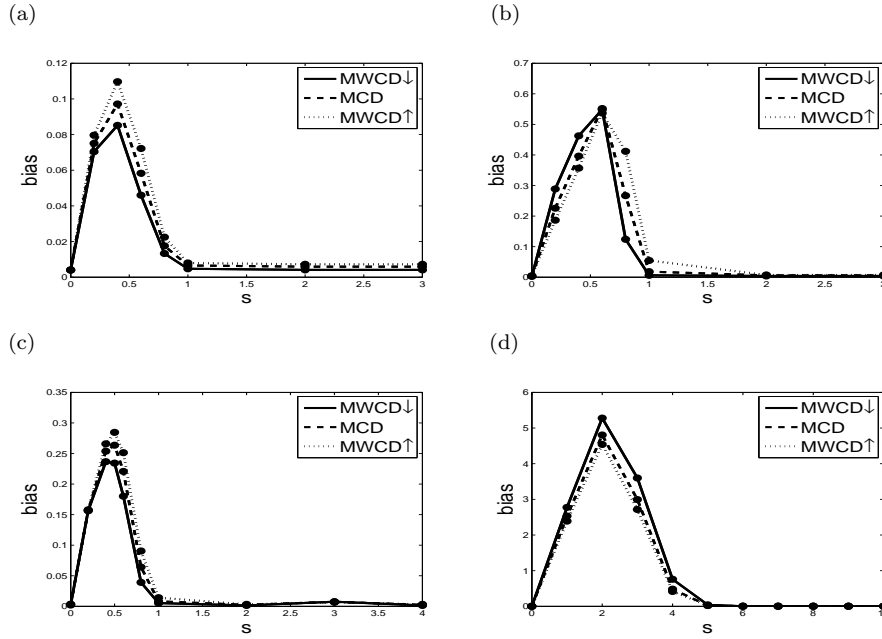 (a)
(b)
0.12
0.1
0.08
0.06
0.04
0.02
0
bias
0 0.5 1 1.5 2 2.5 3
s
MWCD↓
MCD
MWCD↑
0.7
0.6
0.5
0.4
0.3
0.2
0.1
0
bias
0 0.5 1 1.5 2 2.5 3
s
MWCD↓
MCD
MWCD↑
(c)
(d)
0.35
0.3
0.25
0.2
0.15
0.1
0.05
0
bias
0 0.5 1 1.5 2 2.5 3 3.5 4
s
MWCD↓
MCD
MWCD↑
6
5
4
3
2
1
0
bias
0 2 4 6 7 8 9 10
s
MWCD↓
MCD
MWCD↑